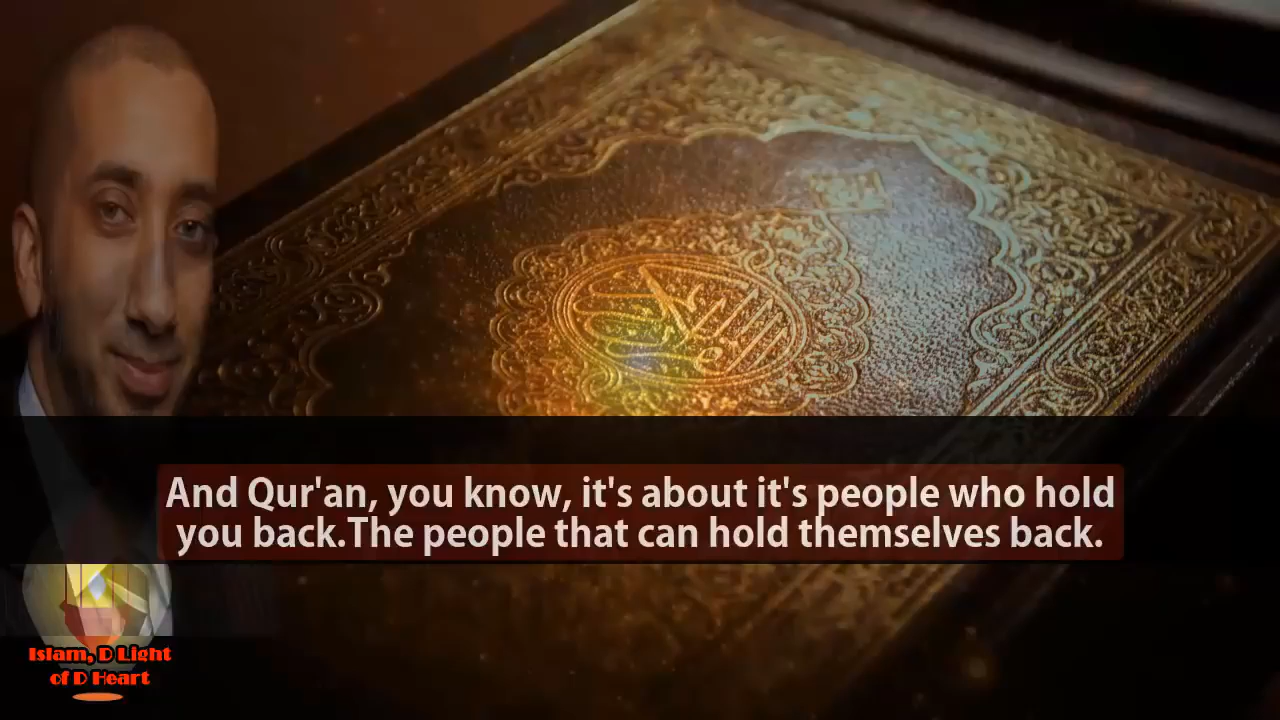 And Qur'an, you know, it's about it's people who hold
you back.The people that can hold themselves back.
Islam, D Light
of D Heart